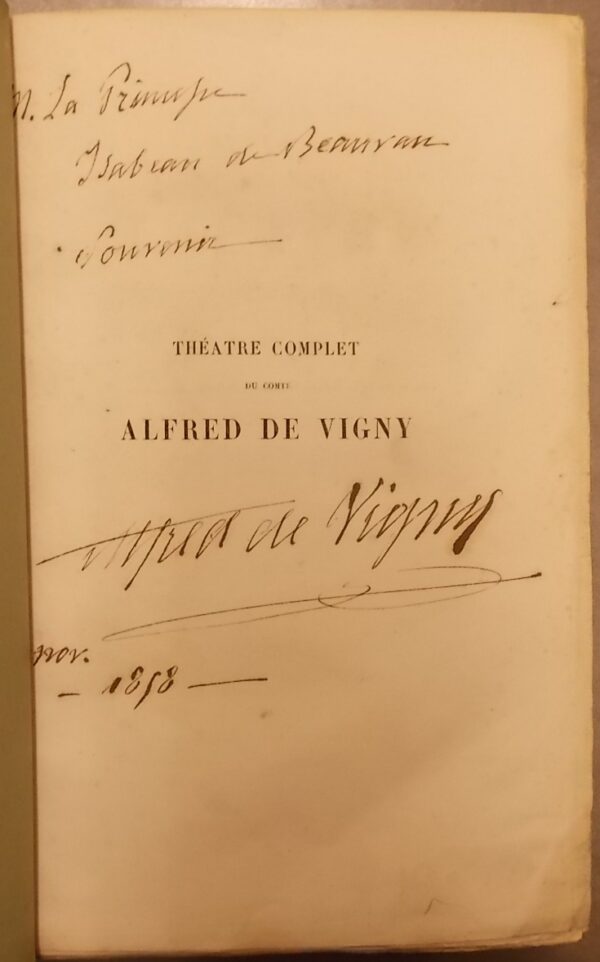 M. La Princesse
Isabeau de Beauvau
Souvenir
THÉATRE COMPLET
DU COMTE
ALFRED DE VIGNY
Alfred de Vigny
nov.
– 1858 –